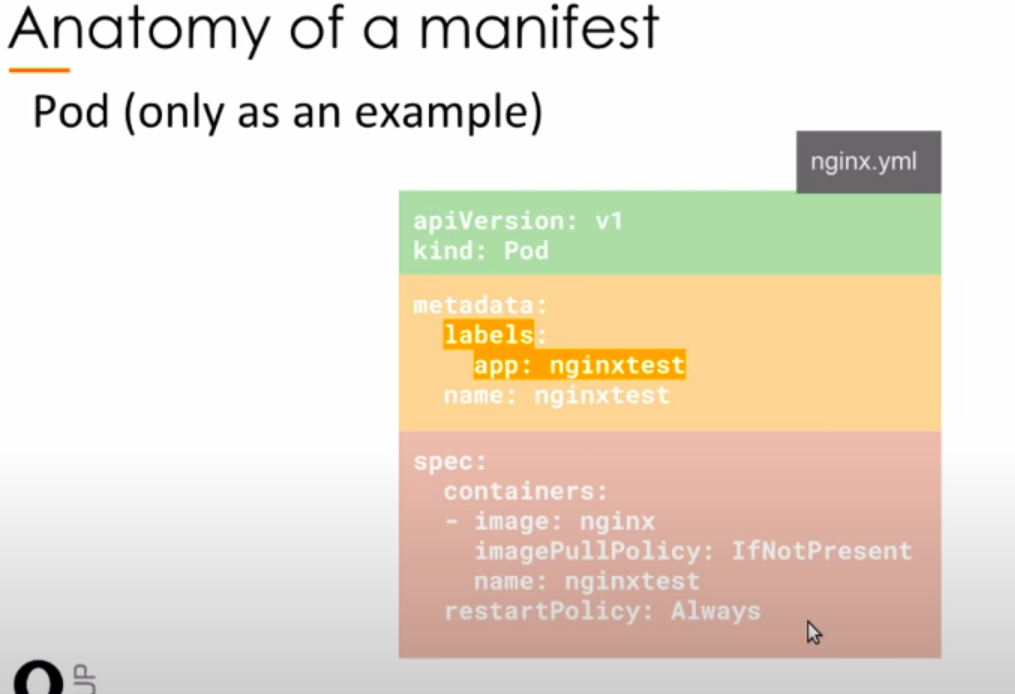 Anatomy of a manifest
Pod (only as an example)
nginx.yml
apiVersion: v1
kind: Pod
metadata:
  labels:
    app: nginxtest
  name: nginxtest
spec:
  containers:
  - image: nginx
    imagePullPolicy: IfNotPresent
    name: nginxtest
  restartPolicy: Always
UP